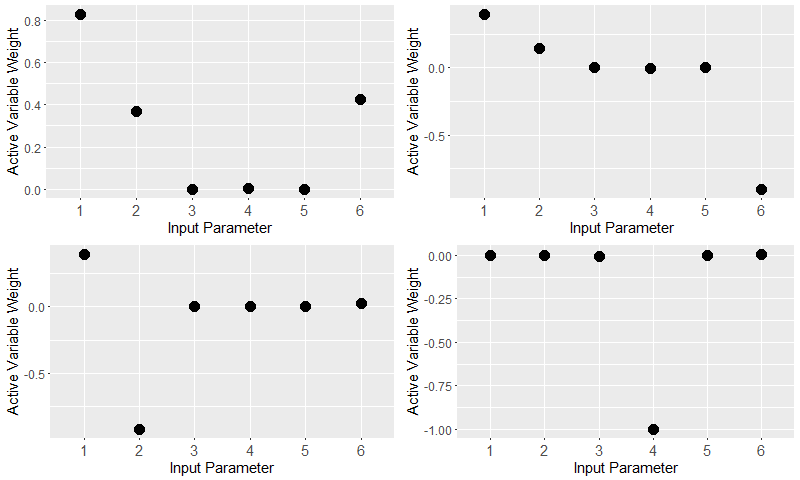 Active Variable Weight
0.8
0.6
0.4
0.2
0.0
1 2 3 4 5 6
Input Parameter
Active Variable Weight
0.0
-0.5
1 2 3 4 5 6
Input Parameter
Active Variable Weight
0.0
-0.5
1 2 3 4 5 6
Input Parameter
Active Variable Weight
0.00
-0.25
-0.50
-0.75
-1.00
1 2 3 4 5 6
Input Parameter